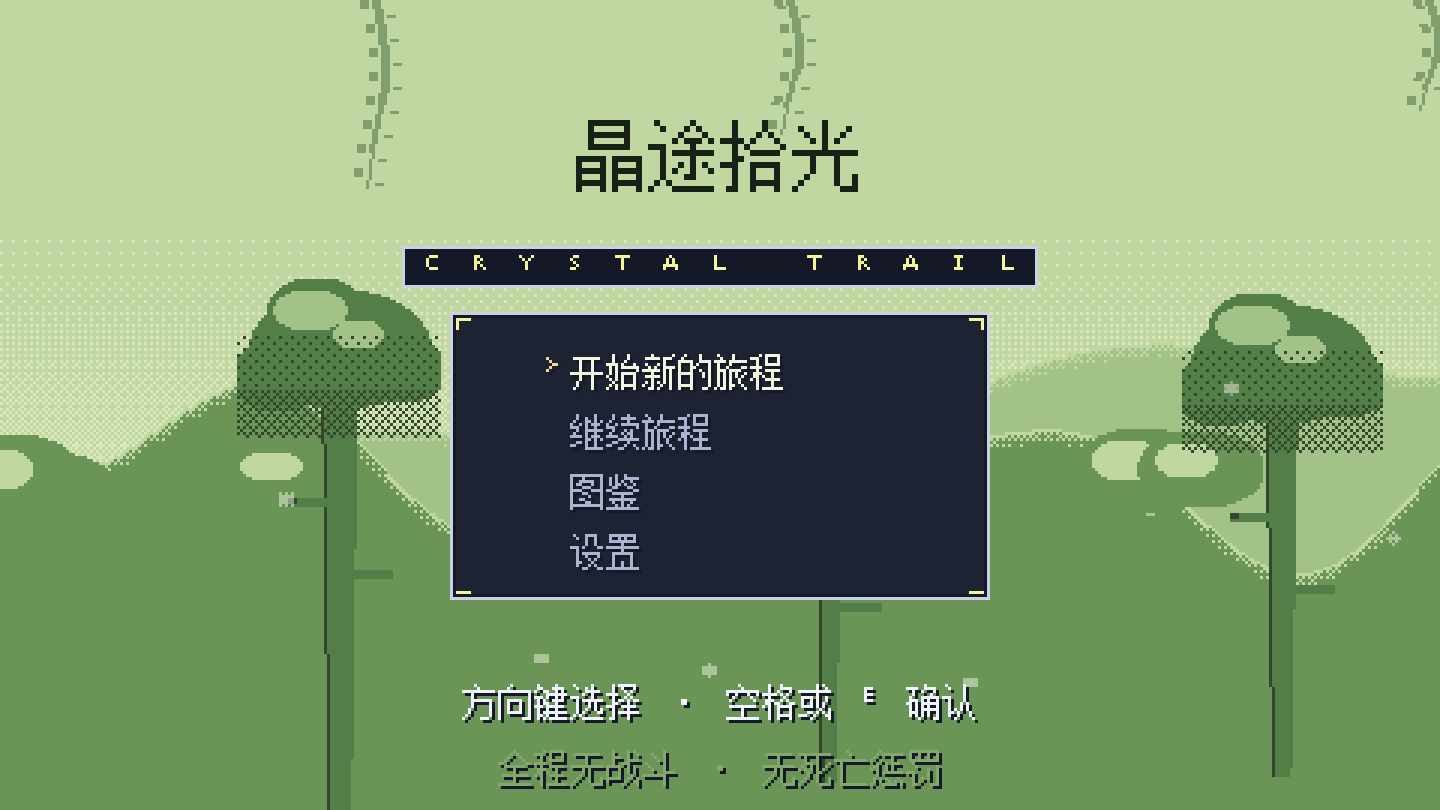 晶途拾光
CRYSTAL TRAIL
> 开始新的旅程
继续旅程
图鉴
设置
方向键选择 · 空格或 E 确认
全程无战斗 · 无死亡惩罚